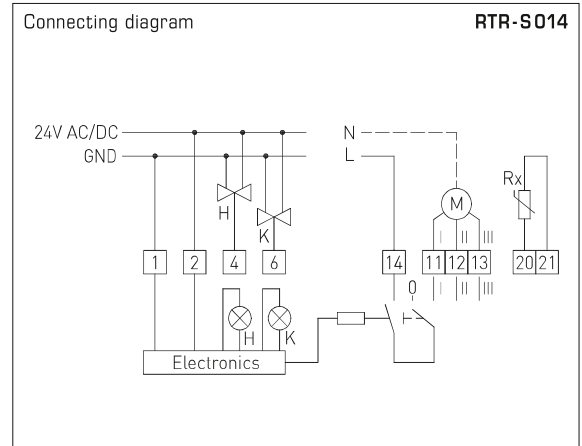 Connecting diagram RTR-S014
24V AC/DC N
GND L
Rx
M
H
K
I II III
1 2 4 6 14 11 12 13 20 21
0 I II III
H K
Electronics